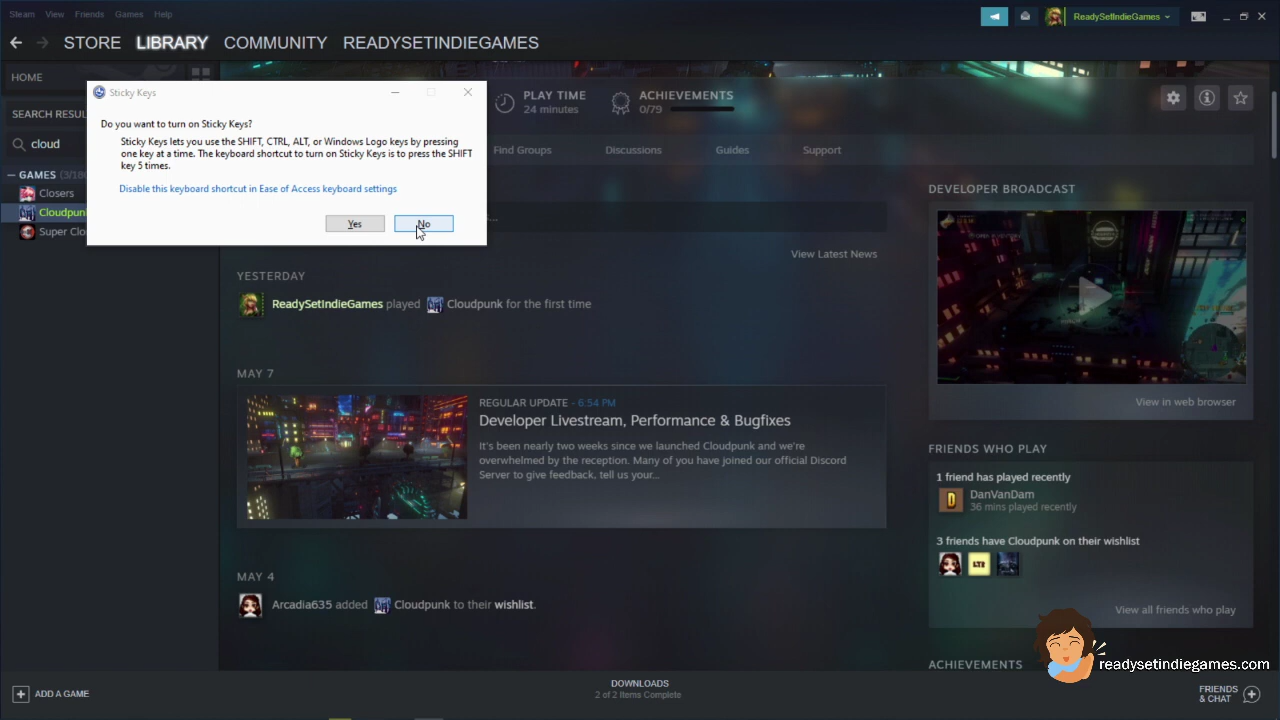 Steam View Friends Games Help
ReadySetIndieGames
STORE LIBRARY COMMUNITY READYSETINDIEGAMES
HOME
SEARCH RESUL
cloud
GAMES (3/18
Closers
Cloudpun
Super Clo
Sticky Keys
Do you want to turn on Sticky Keys?
Sticky Keys lets you use the SHIFT, CTRL, ALT, or Windows Logo keys by pressing
one key at a time. The keyboard shortcut to turn on Sticky Keys is to press the SHIFT
key 5 times.
Disable this keyboard shortcut in Ease of Access keyboard settings
Yes
No
PLAY TIME
24 minutes
ACHIEVEMENTS
0/79
Find Groups
Discussions
Guides
Support
...
View Latest News
YESTERDAY
ReadySetIndieGames played Cloudpunk for the first time
MAY 7
REGULAR UPDATE - 6:54 PM
Developer Livestream, Performance & Bugfixes
It's been nearly two weeks since we launched Cloudpunk and we're
overwhelmed by the reception. Many of you have joined our official Discord
Server to give feedback, tell us your...
MAY 4
Arcadia635 added Cloudpunk to their wishlist.
DEVELOPER BROADCAST
View in web browser
FRIENDS WHO PLAY
1 friend has played recently
D
DanVanDam
36 mins played recently
3 friends have Cloudpunk on their wishlist
View all friends who play
ACHIEVEMENTS
readysetindiegames.com
ADD A GAME
DOWNLOADS
2 of 2 Items Complete
FRIENDS
& CHAT